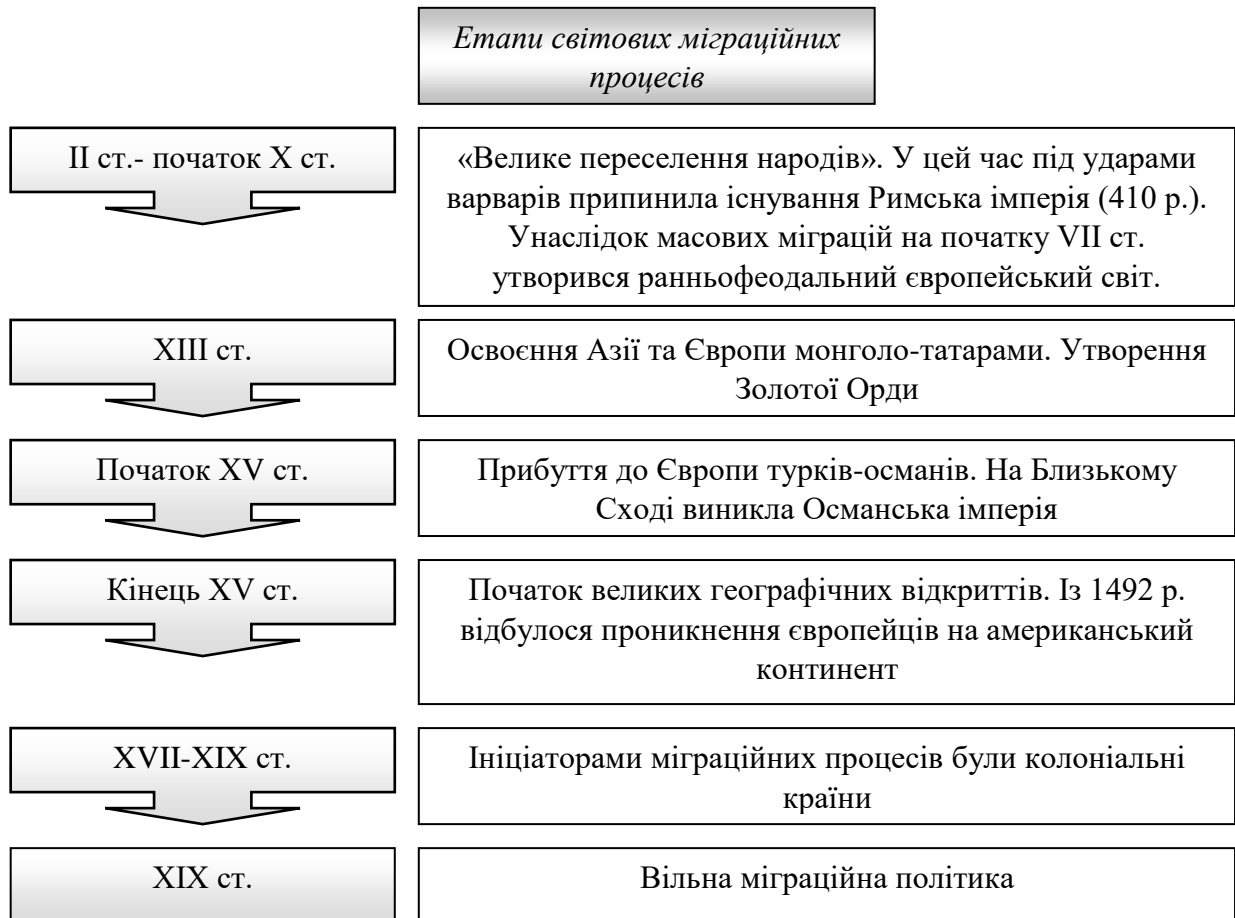 Етапи світових міграційних
процесів
II ст.- початок X ст.
«Велике переселення народів». У цей час під ударами
варварів припинила існування Римська імперія (410 р.).
Унаслідок масових міграцій на початку VII ст.
утворився ранньофеодальний європейський світ.
XIII ст.
Освоєння Азії та Європи монголо-татарами. Утворення
Золотої Орди
Початок XV ст.
Прибуття до Європи турків-османів. На Близькому
Сході виникла Османська імперія
Кінець XV ст.
Початок великих географічних відкриттів. Із 1492 р.
відбулося проникнення європейців на американський
континент
XVII-XIX ст.
Ініціаторами міграційних процесів були колоніальні
країни
XIX ст.
Вільна міграційна політика